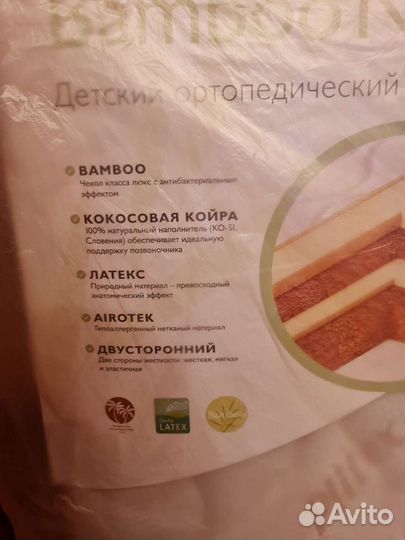 Bamboo
Детский ортопедический
BAMBOO
Чехол класса люкс с антибактериальным
эффектом
КОКОСОВАЯ КОЙРА
100% натуральный наполнитель (KO-SI,
Словения) обеспечивает идеальную
поддержку позвоночника
ЛАТЕКС
Природный материал – превосходный
анатомический эффект
AIROTEK
Гипоаллергенный нетканый материал
ДВУСТОРОННИЙ
Две стороны жесткости: жесткая, мягкая
и эластичная
LATEX
Bamboo
Avito